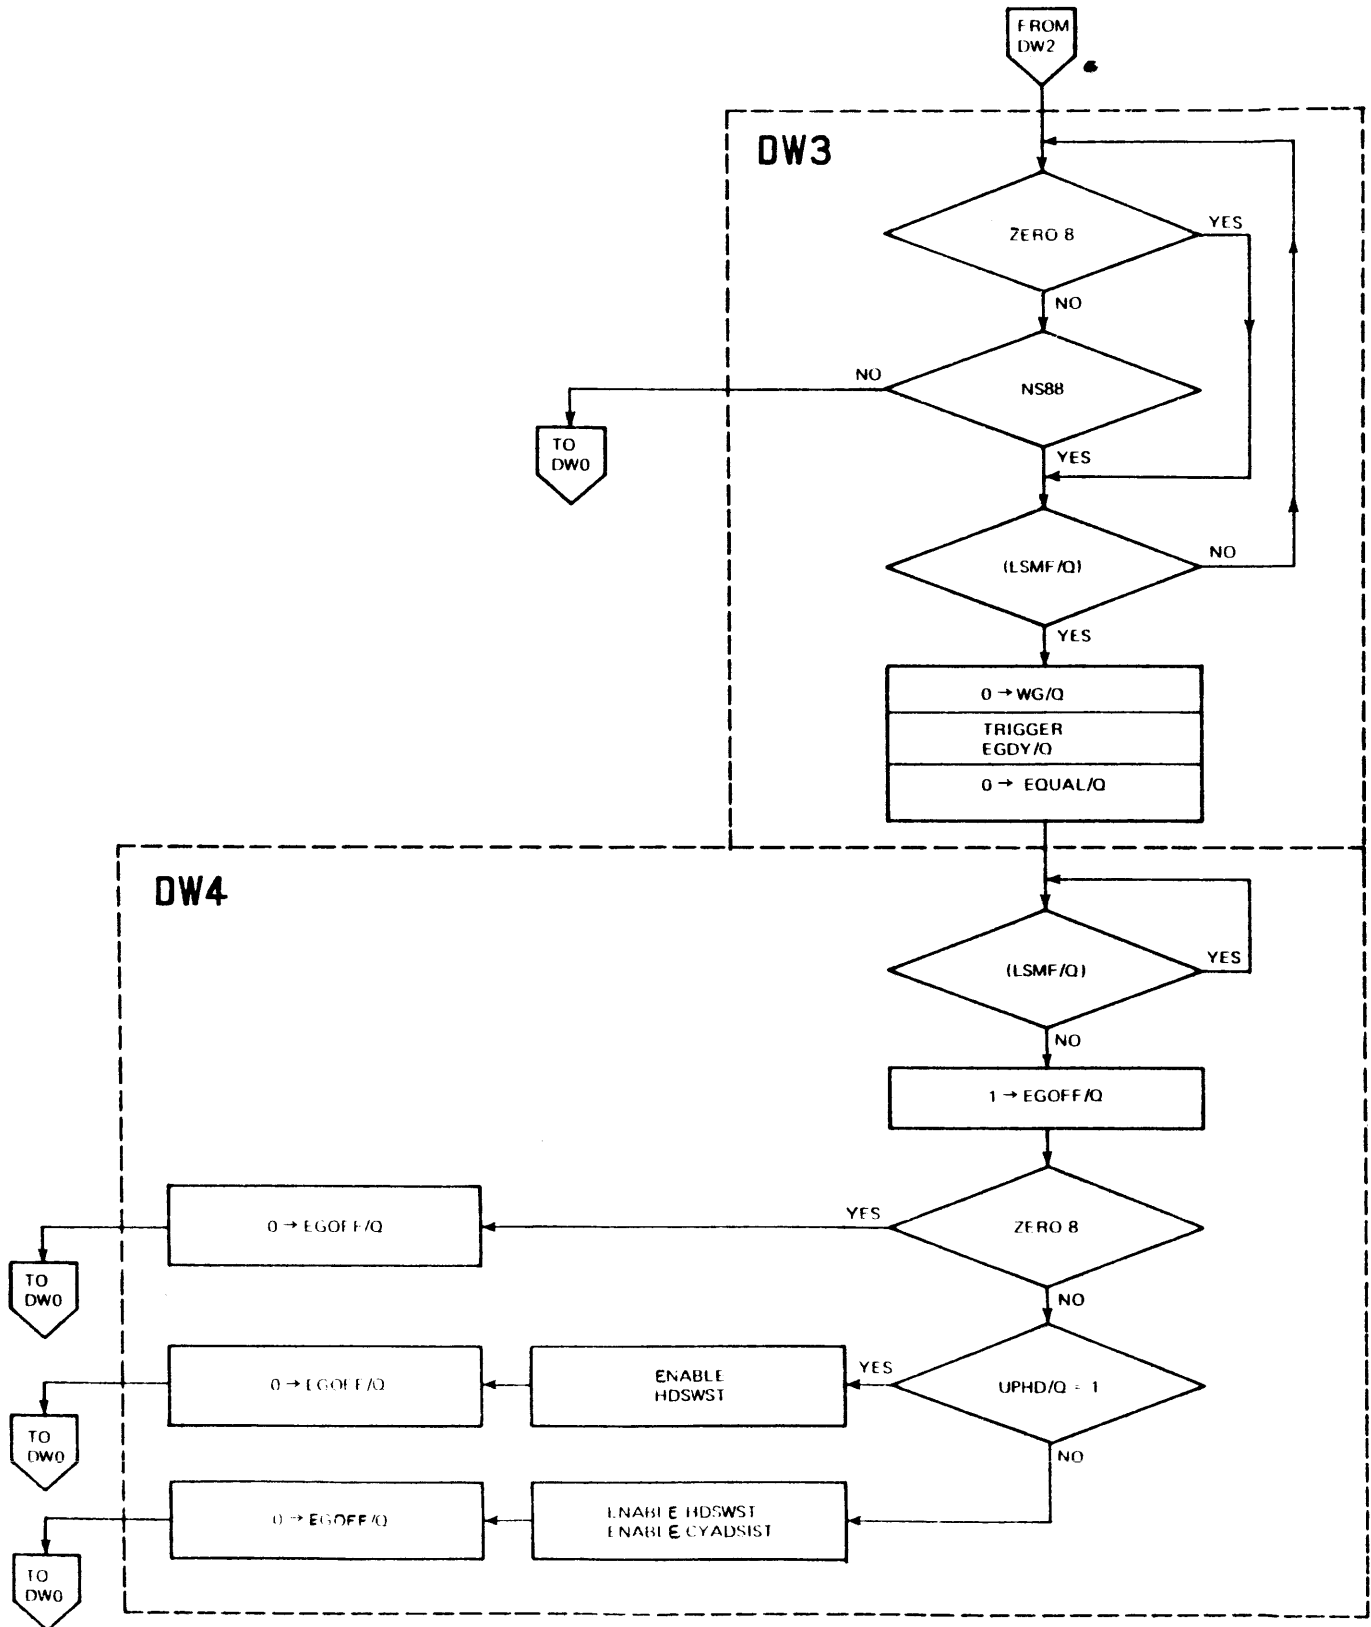 FROM
DW2
DW3
ZERO 8
YES
NO
NS88
NO
TO
DW0
YES
(LSMF/Q)
NO
YES
0 → WG/Q
TRIGGER
EGDY/Q
0 → EQUAL/Q
DW4
(LSMF/Q)
YES
NO
1 → EGOFF/Q
ZERO 8
YES
0 → EGOFF/Q
TO
DW0
NO
UPHD/Q = 1
YES
ENABLE
HDSWST
0 → EGOFF/Q
TO
DW0
NO
ENABLE HDSWST
ENABLE CYADSIST
0 → EGOFF/Q
TO
DW0